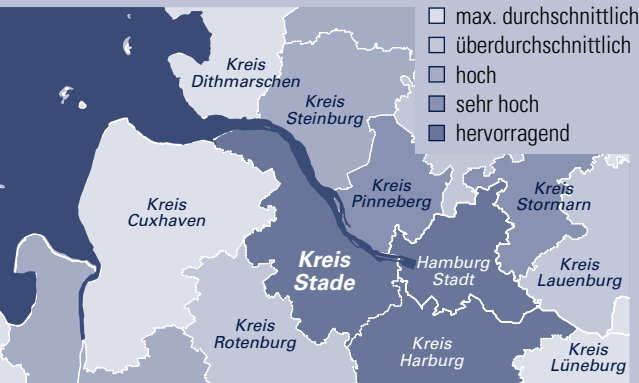 max. durchschnittlich
überdurchschnittlich
hoch
sehr hoch
hervorragend
Kreis
Dithmarschen
Kreis
Steinburg
Kreis
Cuxhaven
Kreis
Pinneberg
Kreis
Stormarn
Kreis
Stade
Hamburg
Stadt
Kreis
Lauenburg
Kreis
Rotenburg
Kreis
Harburg
Kreis
Lüneburg